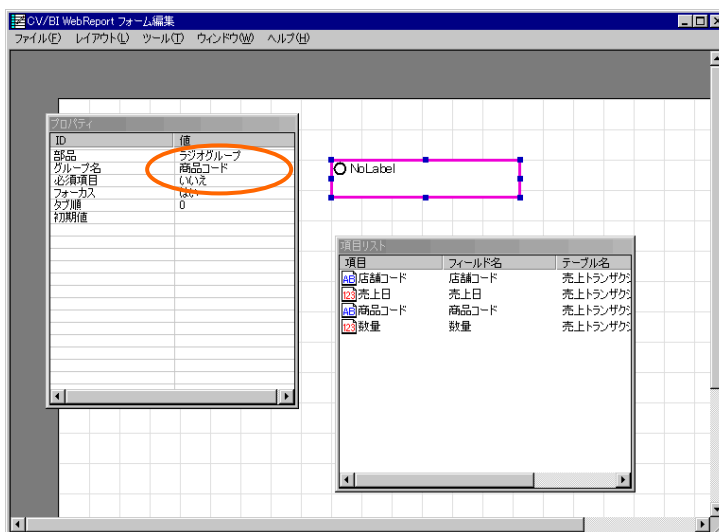 CV/BI WebReport フォーム編集
ファイル(F) レイアウト(L) ツール(T) ウィンドウ(W) ヘルプ(H)
プロパティ
ID 値
部品 ラジオグループ
グループ名 商品コード
必須項目 いいえ
フォーカス はい
タブ順 0
初期値
NoLabel
項目リスト
項目 フィールド名 テーブル名
AB 店舗コード 店舗コード 売上トランザクシ
123 売上日 売上日 売上トランザクシ
AB 商品コード 商品コード 売上トランザクシ
123 数量 数量 売上トランザクシ